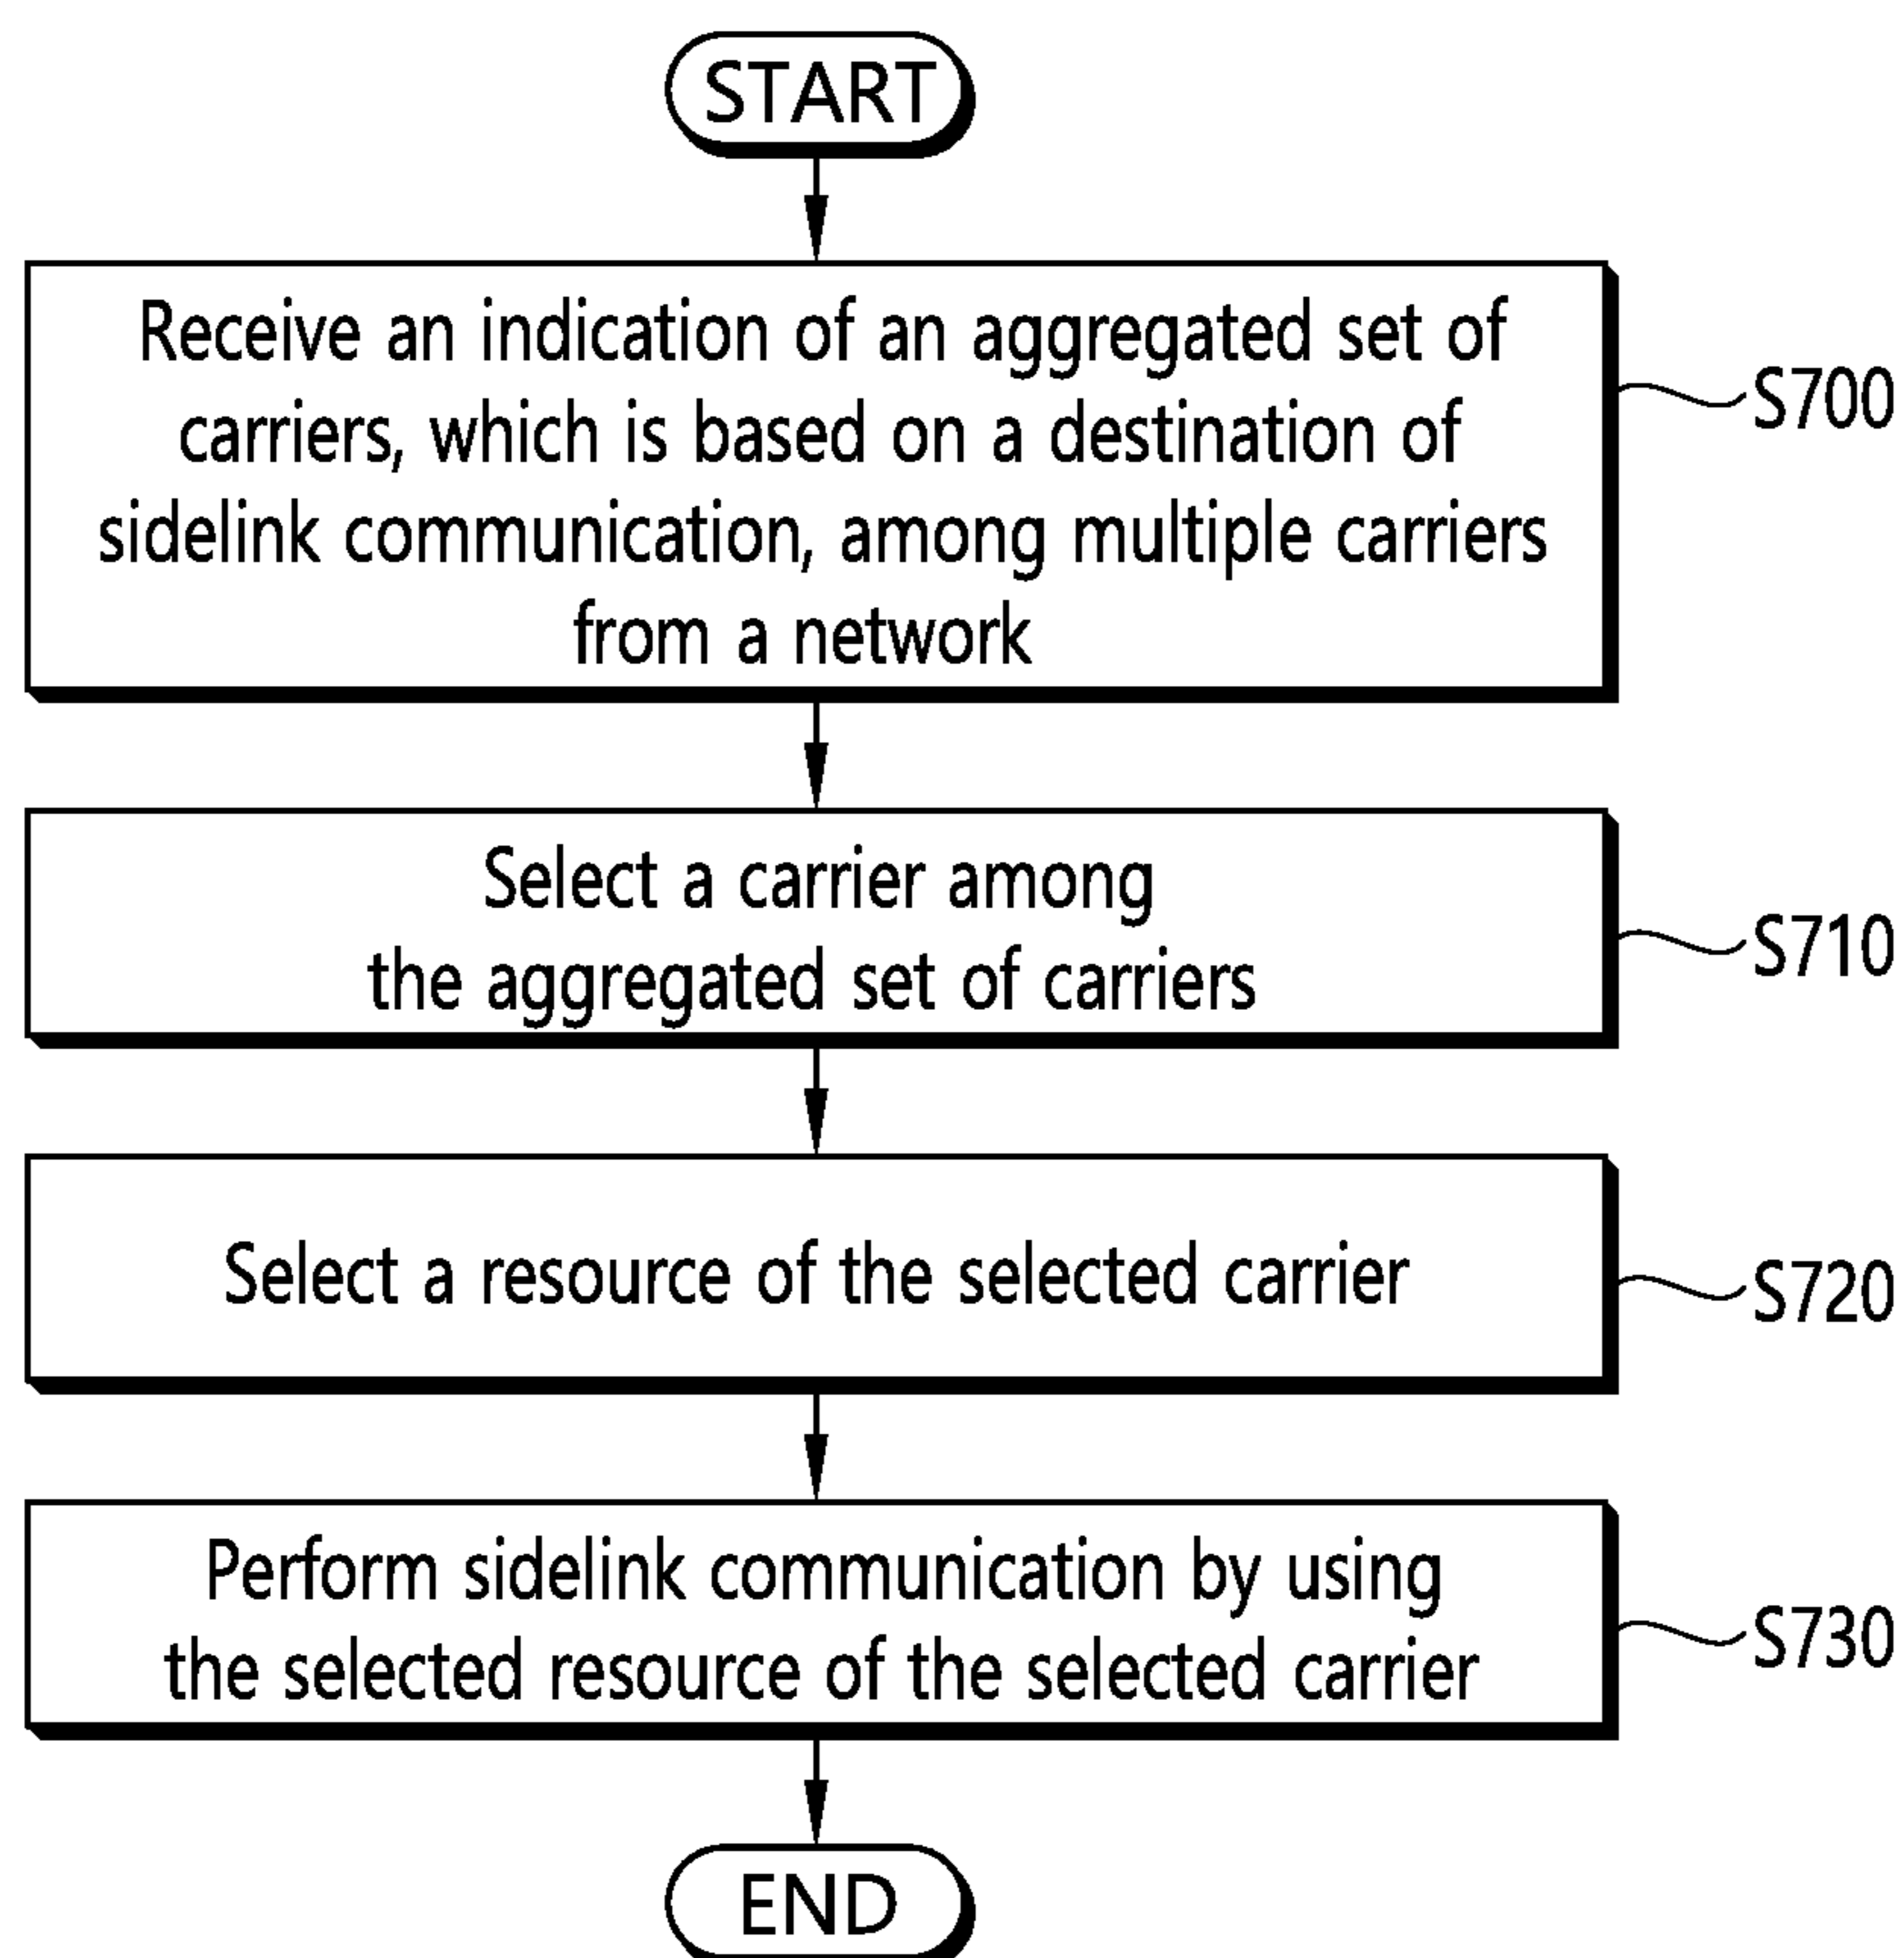 START
Receive an indication of an aggregated set of
carriers, which is based on a destination of
sidelink communication, among multiple carriers
from a network
S700
Select a carrier among
the aggregated set of carriers
S710
Select a resource of the selected carrier
S720
Perform sidelink communication by using
the selected resource of the selected carrier
S730
END